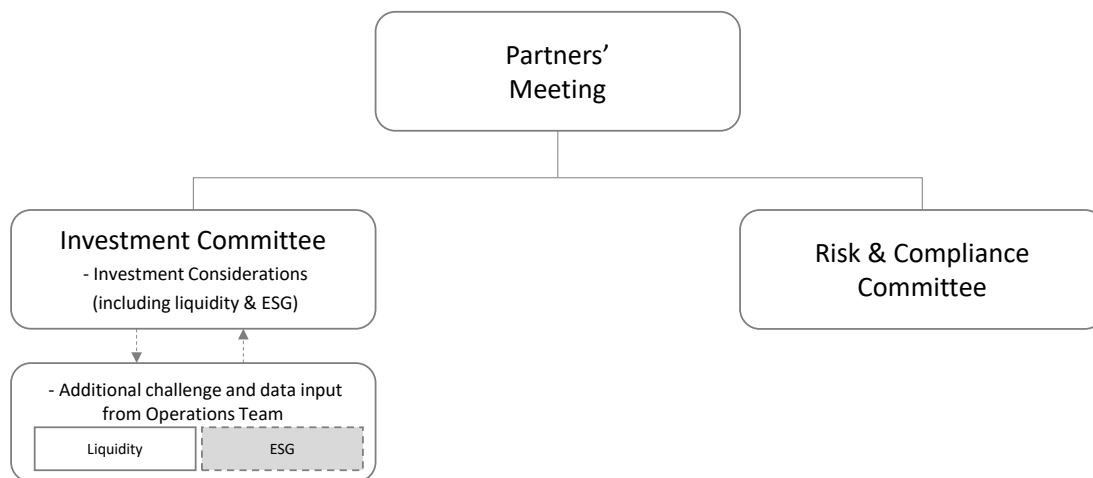 Partners’
Meeting
Investment Committee
- Investment Considerations
(including liquidity & ESG)
Risk & Compliance
Committee
- Additional challenge and data input
from Operations Team
Liquidity
ESG